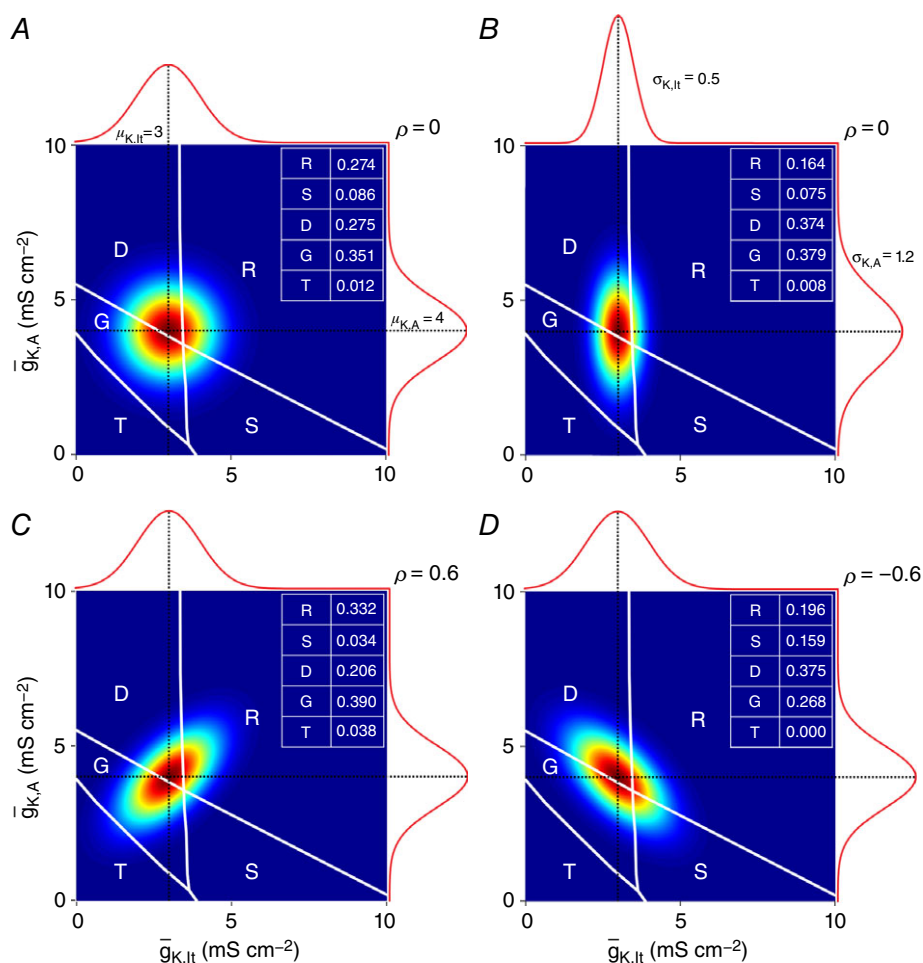 A
μK,lt=3
ρ=0
10
R 0.274
S 0.086
D 0.275
G 0.351
T 0.012
D
R
5
G
μK,A=4
T
S
0
0
5
10
g̅K,A (mS cm−2)
B
σK,lt=0.5
ρ=0
10
R 0.164
S 0.075
D 0.374
G 0.379
T 0.008
D
R
σK,A=1.2
5
G
T
S
0
0
5
10
C
ρ=0.6
10
R 0.332
S 0.034
D 0.206
G 0.390
T 0.038
D
R
5
G
T
S
0
0
5
10
g̅K,A (mS cm−2)
g̅K,lt (mS cm−2)
D
ρ=−0.6
10
R 0.196
S 0.159
D 0.375
G 0.268
T 0.000
D
R
5
G
T
S
0
0
5
10
g̅K,lt (mS cm−2)